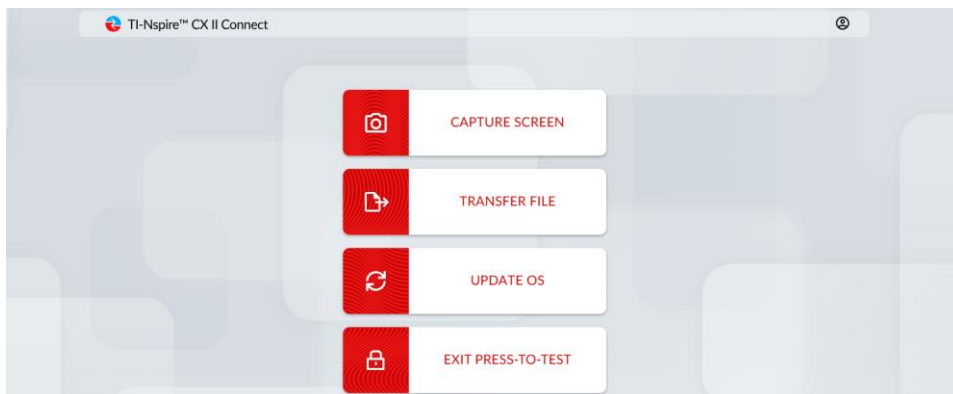 TI-Nspire™ CX II Connect
CAPTURE SCREEN
TRANSFER FILE
UPDATE OS
EXIT PRESS-TO-TEST